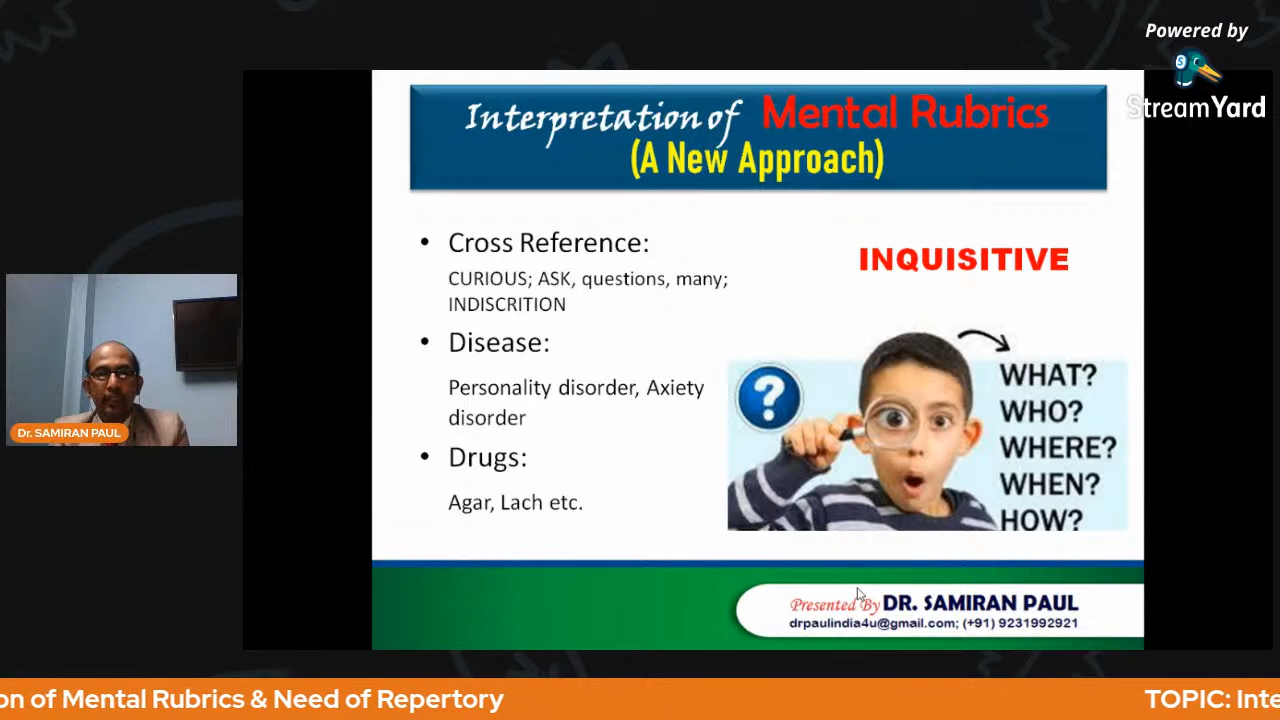 Powered by
StreamYard
Interpretation of Mental Rubrics
(A New Approach)
• Cross Reference:
CURIOUS; ASK, questions, many;
INDISCRITION
• Disease:
Personality disorder, Axiety
disorder
• Drugs:
Agar, Lach etc.
INQUISITIVE
?
WHAT?
WHO?
WHERE?
WHEN?
HOW?
Dr. SAMIRAN PAUL
Presented By DR. SAMIRAN PAUL
drpaulindia4u@gmail.com; (+91) 9231992921
on of Mental Rubrics & Need of Repertory
TOPIC: Inte